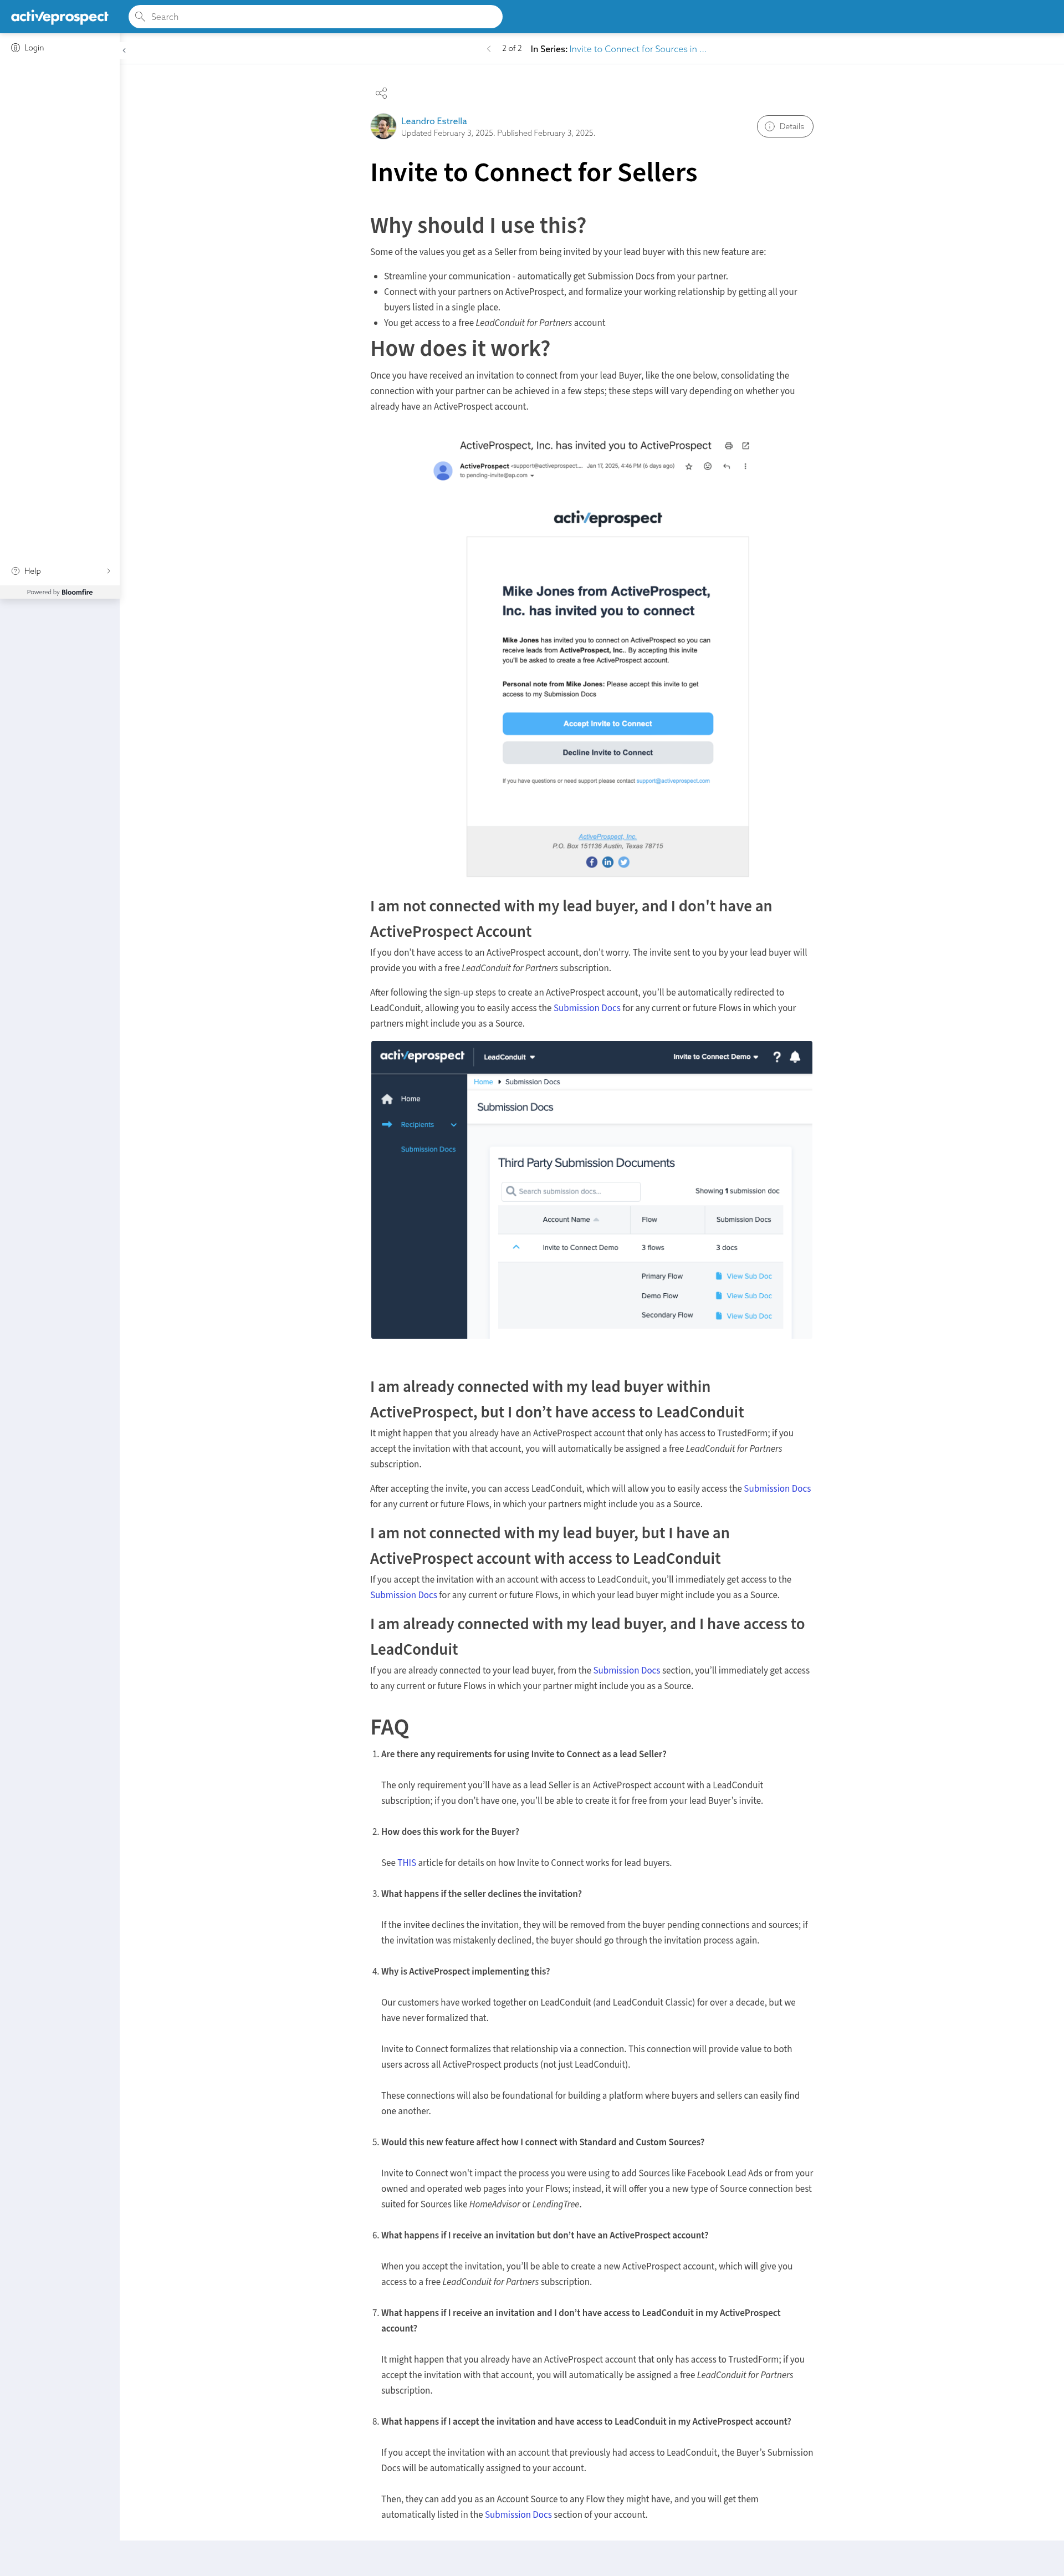 activeprospect
Search
Login
2 of 2 In Series: Invite to Connect for Sources in ...
Leandro Estrella
Updated February 3, 2025. Published February 3, 2025.
Details
Invite to Connect for Sellers
Why should I use this?
Some of the values you get as a Seller from being invited by your lead buyer with this new feature are:
Streamline your communication - automatically get Submission Docs from your partner.
Connect with your partners on ActiveProspect, and formalize your working relationship by getting all your
buyers listed in a single place.
You get access to a free LeadConduit for Partners account
How does it work?
Once you have received an invitation to connect from your lead Buyer, like the one below, consolidating the
connection with your partner can be achieved in a few steps; these steps will vary depending on whether you
already have an ActiveProspect account.
ActiveProspect, Inc. has invited you to ActiveProspect
ActiveProspect <support@activeprospect.... Jan 17, 2025, 4:46 PM (6 days ago)
to pending-invite@ap.com
activeprospect
Mike Jones from ActiveProspect,
Inc. has invited you to connect
Mike Jones has invited you to connect on ActiveProspect so you can
receive leads from ActiveProspect, Inc.. By accepting this invite
you'll be asked to create a free ActiveProspect account.
Personal note from Mike Jones: Please accept this invite to get
access to my Submission Docs
Accept Invite to Connect
Decline Invite to Connect
If you have questions or need support please contact support@activeprospect.com
ActiveProspect, Inc.
P.O. Box 151136 Austin, Texas 78715
Help
Powered by Bloomfire
I am not connected with my lead buyer, and I don't have an
ActiveProspect Account
If you don’t have access to an ActiveProspect account, don’t worry. The invite sent to you by your lead buyer will
provide you with a free LeadConduit for Partners subscription.
After following the sign-up steps to create an ActiveProspect account, you’ll be automatically redirected to
LeadConduit, allowing you to easily access the Submission Docs for any current or future Flows in which your
partners might include you as a Source.
activeprospect LeadConduit Invite to Connect Demo ?
Home
Recipients
Submission Docs
Home Submission Docs
Submission Docs
Third Party Submission Documents
Search submission docs... Showing 1 submission doc
Account Name Flow Submission Docs
Invite to Connect Demo 3 flows 3 docs
Primary Flow View Sub Doc
Demo Flow View Sub Doc
Secondary Flow View Sub Doc
I am already connected with my lead buyer within
ActiveProspect, but I don’t have access to LeadConduit
It might happen that you already have an ActiveProspect account that only has access to TrustedForm; if you
accept the invitation with that account, you will automatically be assigned a free LeadConduit for Partners
subscription.
After accepting the invite, you can access LeadConduit, which will allow you to easily access the Submission Docs
for any current or future Flows, in which your partners might include you as a Source.
I am not connected with my lead buyer, but I have an
ActiveProspect account with access to LeadConduit
If you accept the invitation with an account with access to LeadConduit, you’ll immediately get access to the
Submission Docs for any current or future Flows, in which your lead buyer might include you as a Source.
I am already connected with my lead buyer, and I have access to
LeadConduit
If you are already connected to your lead buyer, from the Submission Docs section, you’ll immediately get access
to any current or future Flows in which your partner might include you as a Source.
FAQ
1. Are there any requirements for using Invite to Connect as a lead Seller?
The only requirement you’ll have as a lead Seller is an ActiveProspect account with a LeadConduit
subscription; if you don’t have one, you’ll be able to create it for free from your lead Buyer’s invite.
2. How does this work for the Buyer?
See THIS article for details on how Invite to Connect works for lead buyers.
3. What happens if the seller declines the invitation?
If the invitee declines the invitation, they will be removed from the buyer pending connections and sources; if
the invitation was mistakenly declined, the buyer should go through the invitation process again.
4. Why is ActiveProspect implementing this?
Our customers have worked together on LeadConduit (and LeadConduit Classic) for over a decade, but we
have never formalized that.
Invite to Connect formalizes that relationship via a connection. This connection will provide value to both
users across all ActiveProspect products (not just LeadConduit).
These connections will also be foundational for building a platform where buyers and sellers can easily find
one another.
5. Would this new feature affect how I connect with Standard and Custom Sources?
Invite to Connect won’t impact the process you were using to add Sources like Facebook Lead Ads or from your
owned and operated web pages into your Flows; instead, it will offer you a new type of Source connection best
suited for Sources like HomeAdvisor or LendingTree.
6. What happens if I receive an invitation but don’t have an ActiveProspect account?
When you accept the invitation, you’ll be able to create a new ActiveProspect account, which will give you
access to a free LeadConduit for Partners subscription.
7. What happens if I receive an invitation and I don’t have access to LeadConduit in my ActiveProspect
account?
It might happen that you already have an ActiveProspect account that only has access to TrustedForm; if you
accept the invitation with that account, you will automatically be assigned a free LeadConduit for Partners
subscription.
8. What happens if I accept the invitation and have access to LeadConduit in my ActiveProspect account?
If you accept the invitation with an account that previously had access to LeadConduit, the Buyer’s Submission
Docs will be automatically assigned to your account.
Then, they can add you as an Account Source to any Flow they might have, and you will get them
automatically listed in the Submission Docs section of your account.